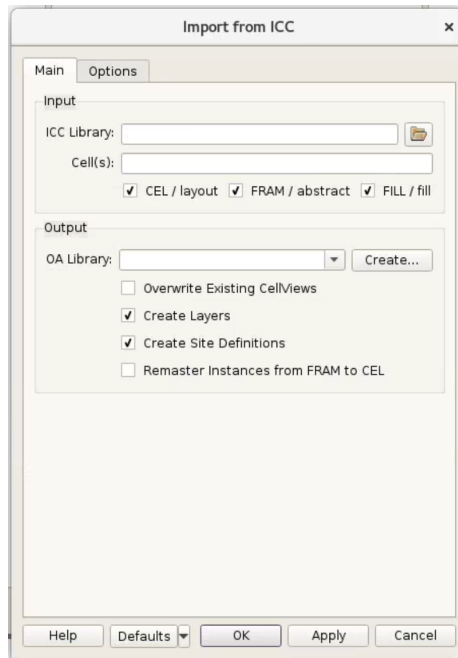 Import from ICC
Main Options
Input
ICC Library:
Cell(s):
CEL / layout FRAM / abstract FILL / fill
Output
OA Library: Create...
Overwrite Existing CellViews
Create Layers
Create Site Definitions
Remaster Instances from FRAM to CEL
Help Defaults OK Apply Cancel